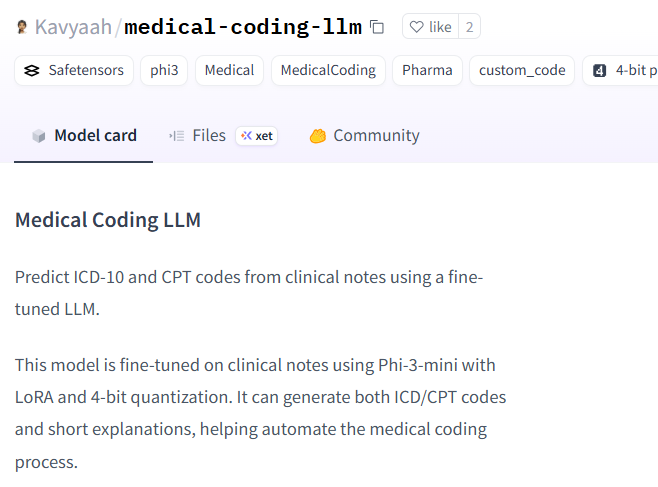 Kavyaah/medical-coding-llm like 2
Safetensors phi3 Medical MedicalCoding Pharma custom_code 4 4-bit p
Model card Files xet Community
Medical Coding LLM
Predict ICD-10 and CPT codes from clinical notes using a fine-
tuned LLM.
This model is fine-tuned on clinical notes using Phi-3-mini with
LoRA and 4-bit quantization. It can generate both ICD/CPT codes
and short explanations, helping automate the medical coding
process.